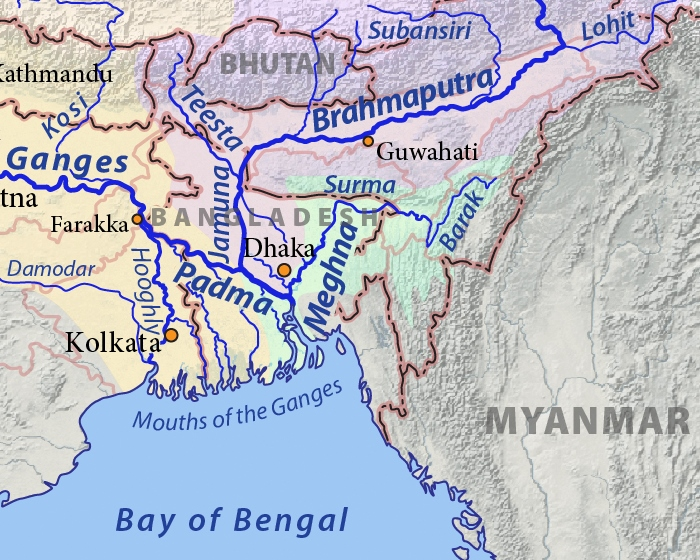 Subansiri
Lohit
BHUTAN
Kathmandu
Kosi
Teesta
Brahmaputra
Ganges
Guwahati
Surma
tna
Farakka
BANGLADESH
Jamuna
Barak
Dhaka
Meghna
Damodar
Hooghly
Padma
Kolkata
Mouths of the Ganges
MYANMAR
Bay of Bengal